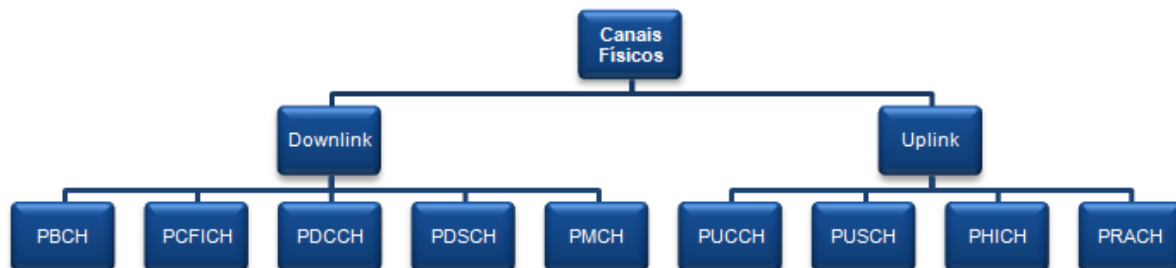 Canais
Físicos
Downlink
Uplink
PBCH
PCFICH
PDCCH
PDSCH
PMCH
PUCCH
PUSCH
PHICH
PRACH